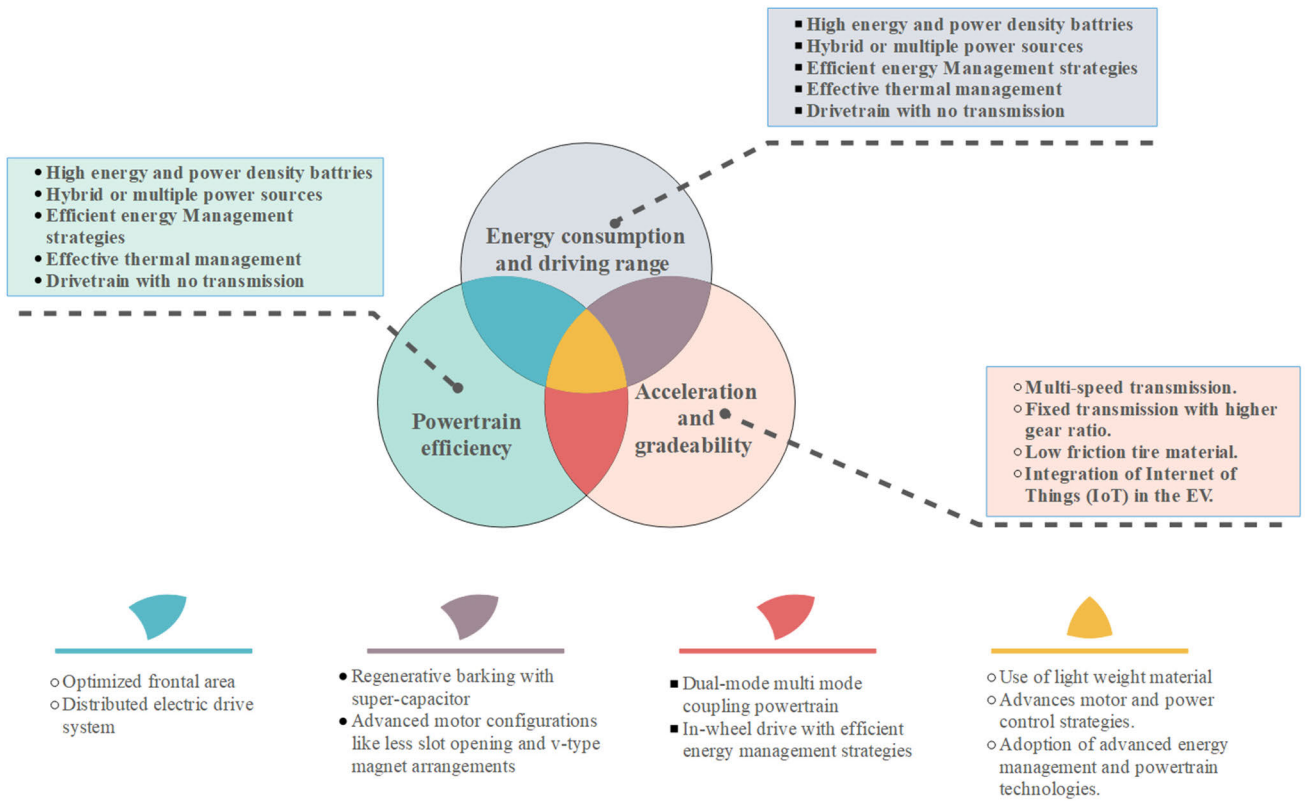 ■ High energy and power density battries
■ Hybrid or multiple power sources
■ Efficient energy Management strategies
■ Effective thermal management
■ Drivetrain with no transmission
● High energy and power density battries
● Hybrid or multiple power sources
● Efficient energy Management
strategies
● Effective thermal management
● Drivetrain with no transmission
Energy consumption
and driving range
Powertrain
efficiency
Acceleration
and
gradeability
○ Multi-speed transmission.
○ Fixed transmission with higher
gear ratio.
○ Low friction tire material.
○ Integration of Internet of
Things (IoT) in the EV.
○ Optimized frontal area
○ Distributed electric drive
system
● Regenerative barking with
super-capacitor
● Advanced motor configurations
like less slot opening and v-type
magnet arrangements
■ Dual-mode multi mode
coupling powertrain
■ In-wheel drive with efficient
energy management strategies
○ Use of light weight material
○ Advances motor and power
control strategies.
○ Adoption of advanced energy
management and powertrain
technologies.